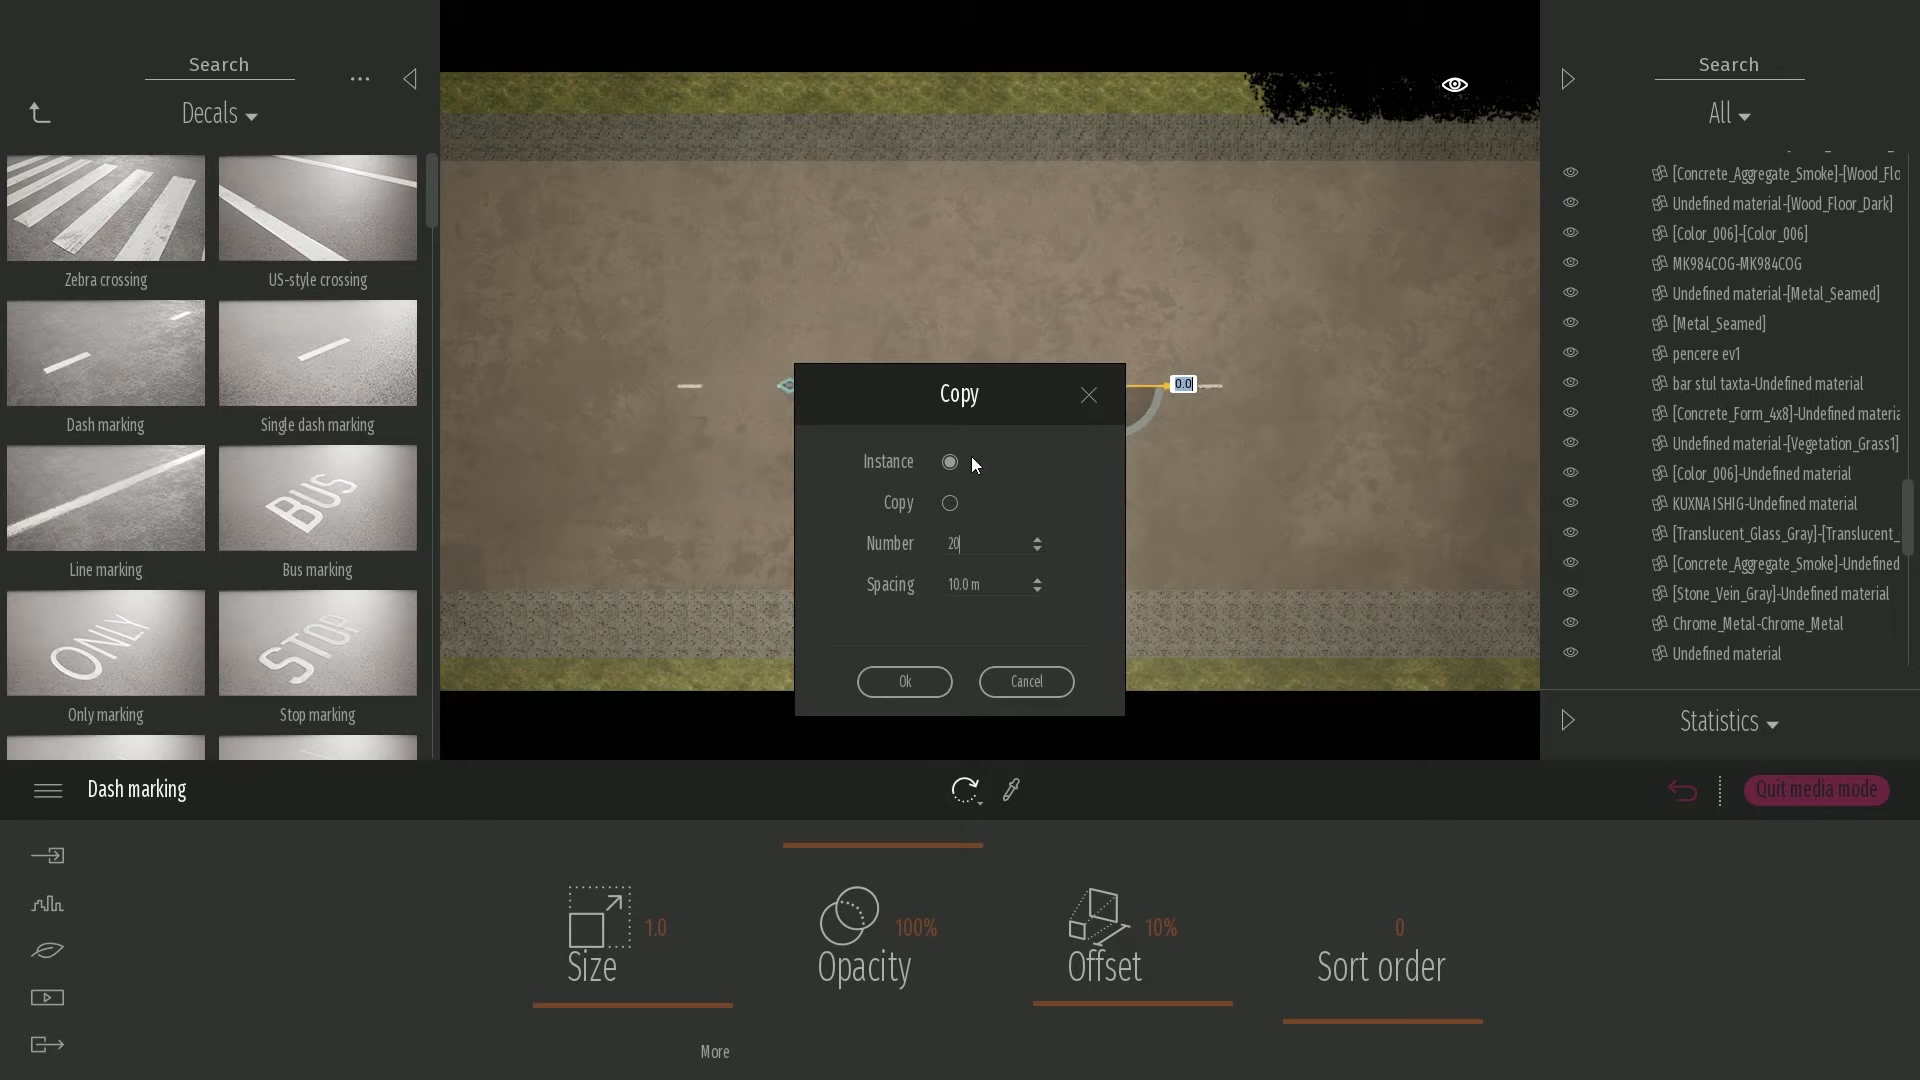 Search
Decals
Zebra crossing
US-style crossing
Dash marking
Single dash marking
BUS
Line marking
Bus marking
ONLY
STOP
Only marking
Stop marking
0.0
Copy
Instance
Copy
Number 20
Spacing 10.0 m
Ok
Cancel
Search
All
[Concrete_Aggregate_Smoke]-[Wood_Flo
Undefined material-[Wood_Floor_Dark]
[Color_006]-[Color_006]
MK984COG-MK984COG
Undefined material-[Metal_Seamed]
[Metal_Seamed]
pencere ev1
bar stul taxta-Undefined material
[Concrete_Form_4x8]-Undefined materia
Undefined material-[Vegetation_Grass1]
[Color_006]-Undefined material
KUXNA ISHIG-Undefined material
[Translucent_Glass_Gray]-[Translucent_
[Concrete_Aggregate_Smoke]-Undefined
[Stone_Vein_Gray]-Undefined material
Chrome_Metal-Chrome_Metal
Undefined material
Statistics
Dash marking
Quit media mode
1.0
Size
100%
Opacity
10%
Offset
0
Sort order
More